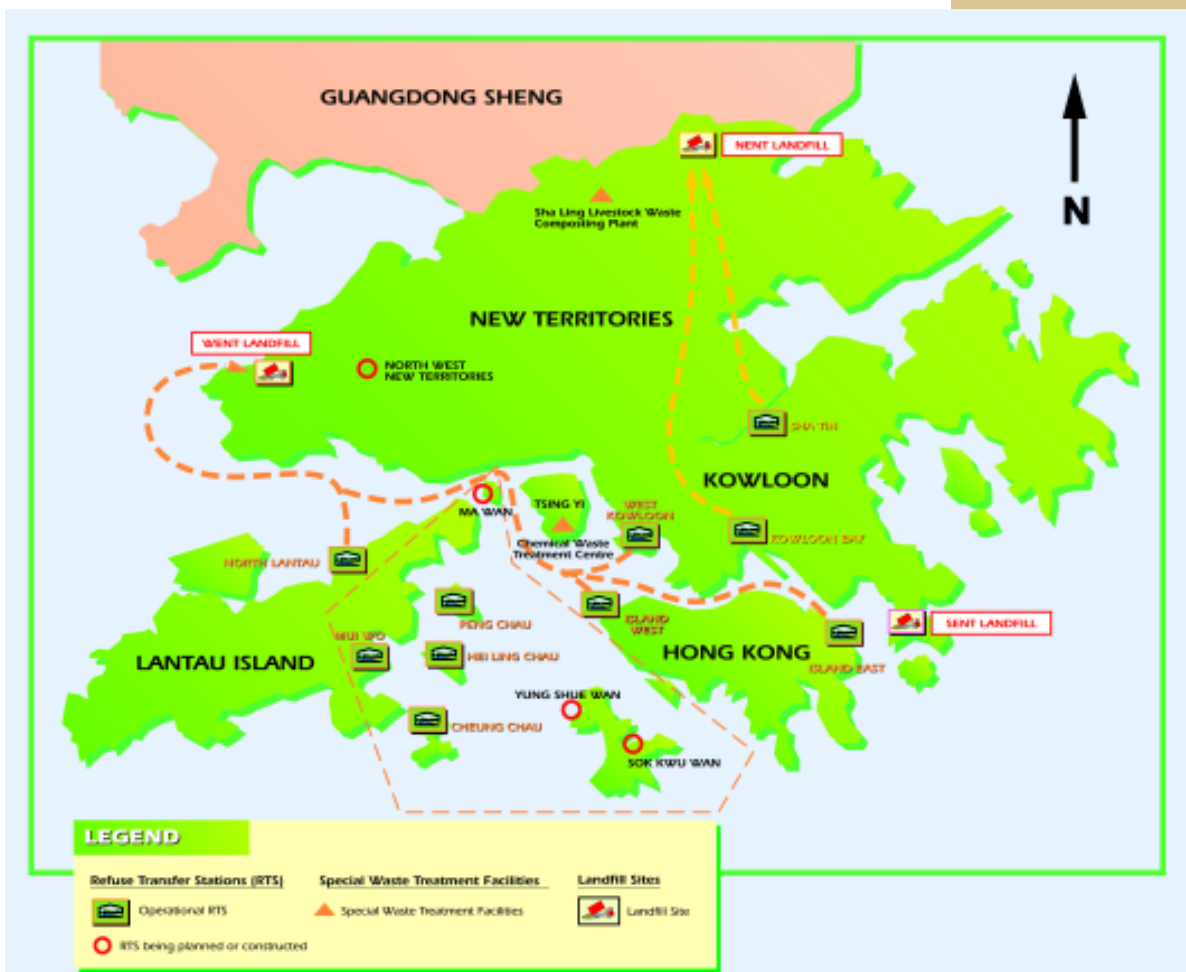 GUANGDONG SHENG
NENT LANDFILL
Sha Ling Livestock Waste
Composting Plant
N
NEW TERRITORIES
WENT LANDFILL
NORTH WEST
NEW TERRITORIES
SHA TIN
KOWLOON
TSING YI
WEST
KOWLOON
MA WAN
KOWLOON BAY
Chemical Waste
Treatment Centre
NORTH LANTAU
PENG CHAU
ISLAND
WEST
SENT LANDFILL
MUI WO
LANTAU ISLAND
HEI LING CHAU
HONG KONG
ISLAND EAST
YUNG SHUE WAN
CHEUNG CHAU
SOK KWU WAN
LEGEND
Refuse Transfer Stations (RTS)
Special Waste Treatment Facilities
Landfill Sites
Operational RTS
Special Waste Treatment Facilities
Landfill Site
RTS being planned or constructed